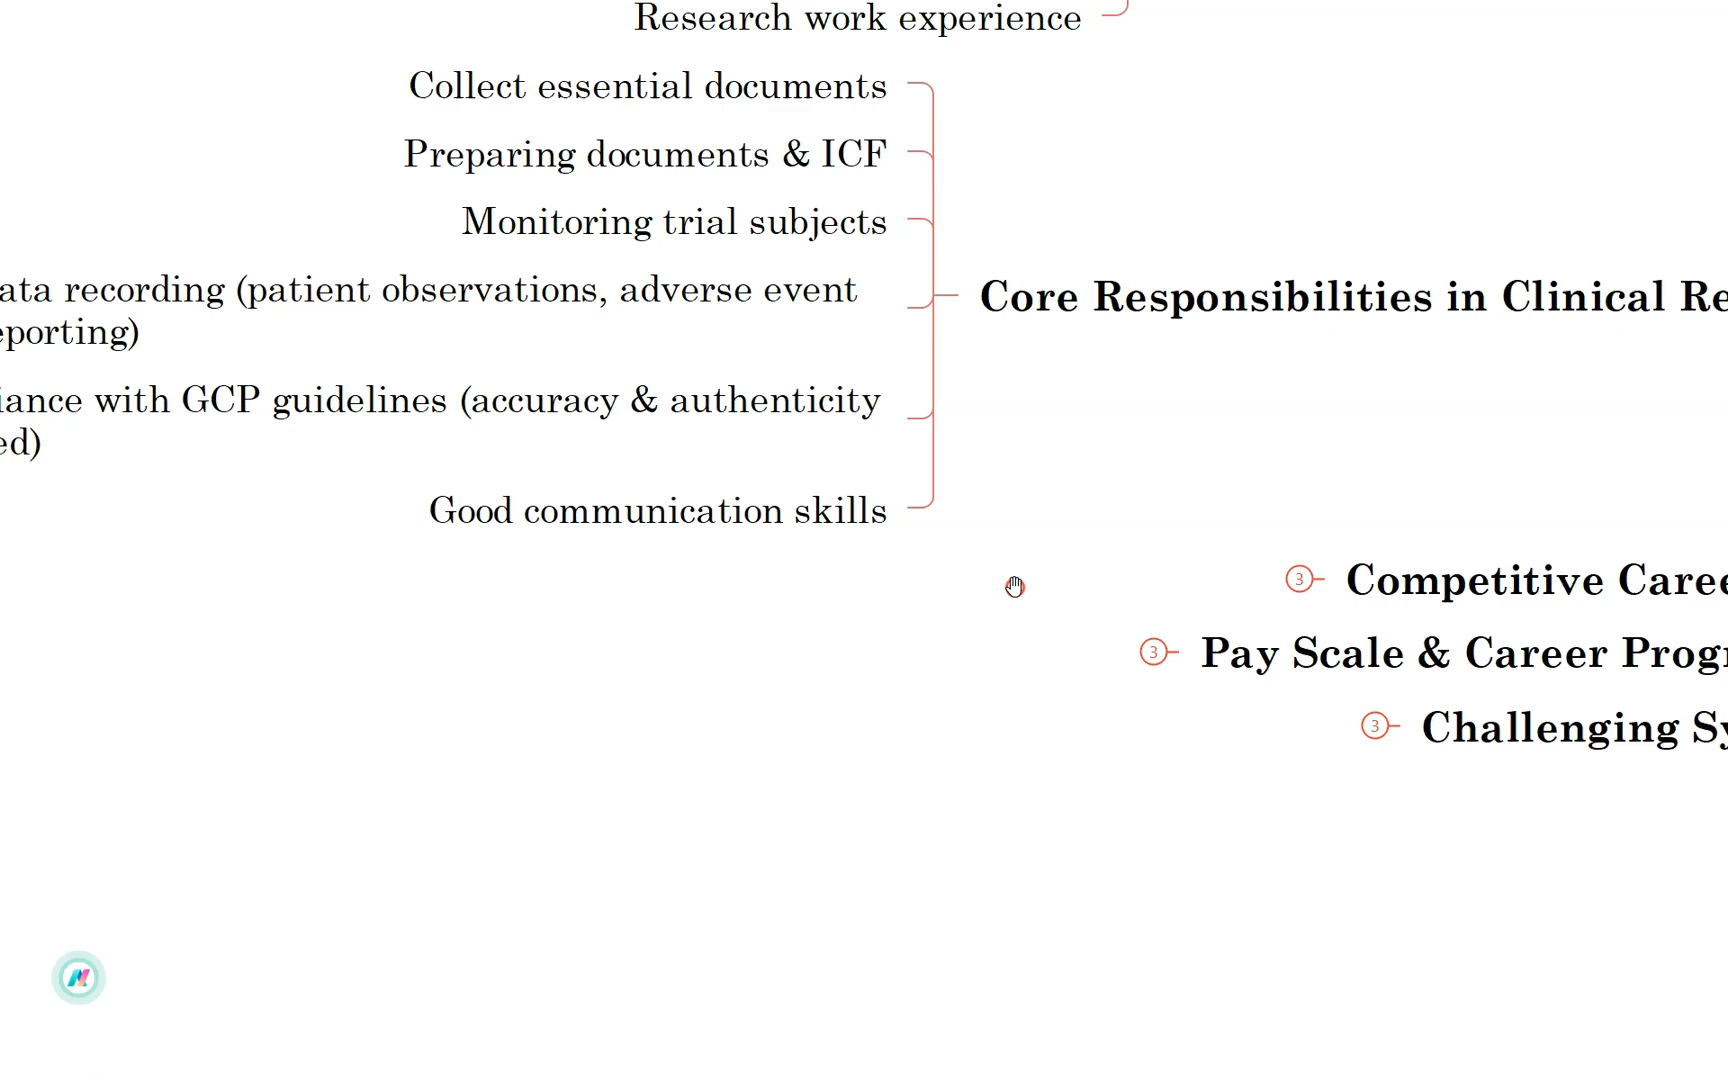 Research work experience
Collect essential documents
Preparing documents & ICF
Monitoring trial subjects
ata recording (patient observations, adverse event
eporting)
iance with GCP guidelines (accuracy & authenticity
ed)
Good communication skills
Core Responsibilities in Clinical Re
3 Competitive Caree
3 Pay Scale & Career Progr
3 Challenging Sy